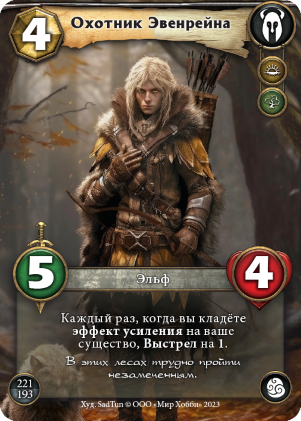 4
Охотник Эвенрейна
5
Эльф
4
Каждый раз, когда вы кладёте
эффект усиления на ваше
существо, Выстрел на 1.
В этих лесах трудно пройти
незамеченным.
221
193
Худ. SadTun © ООО «Мир Хобби» 2023